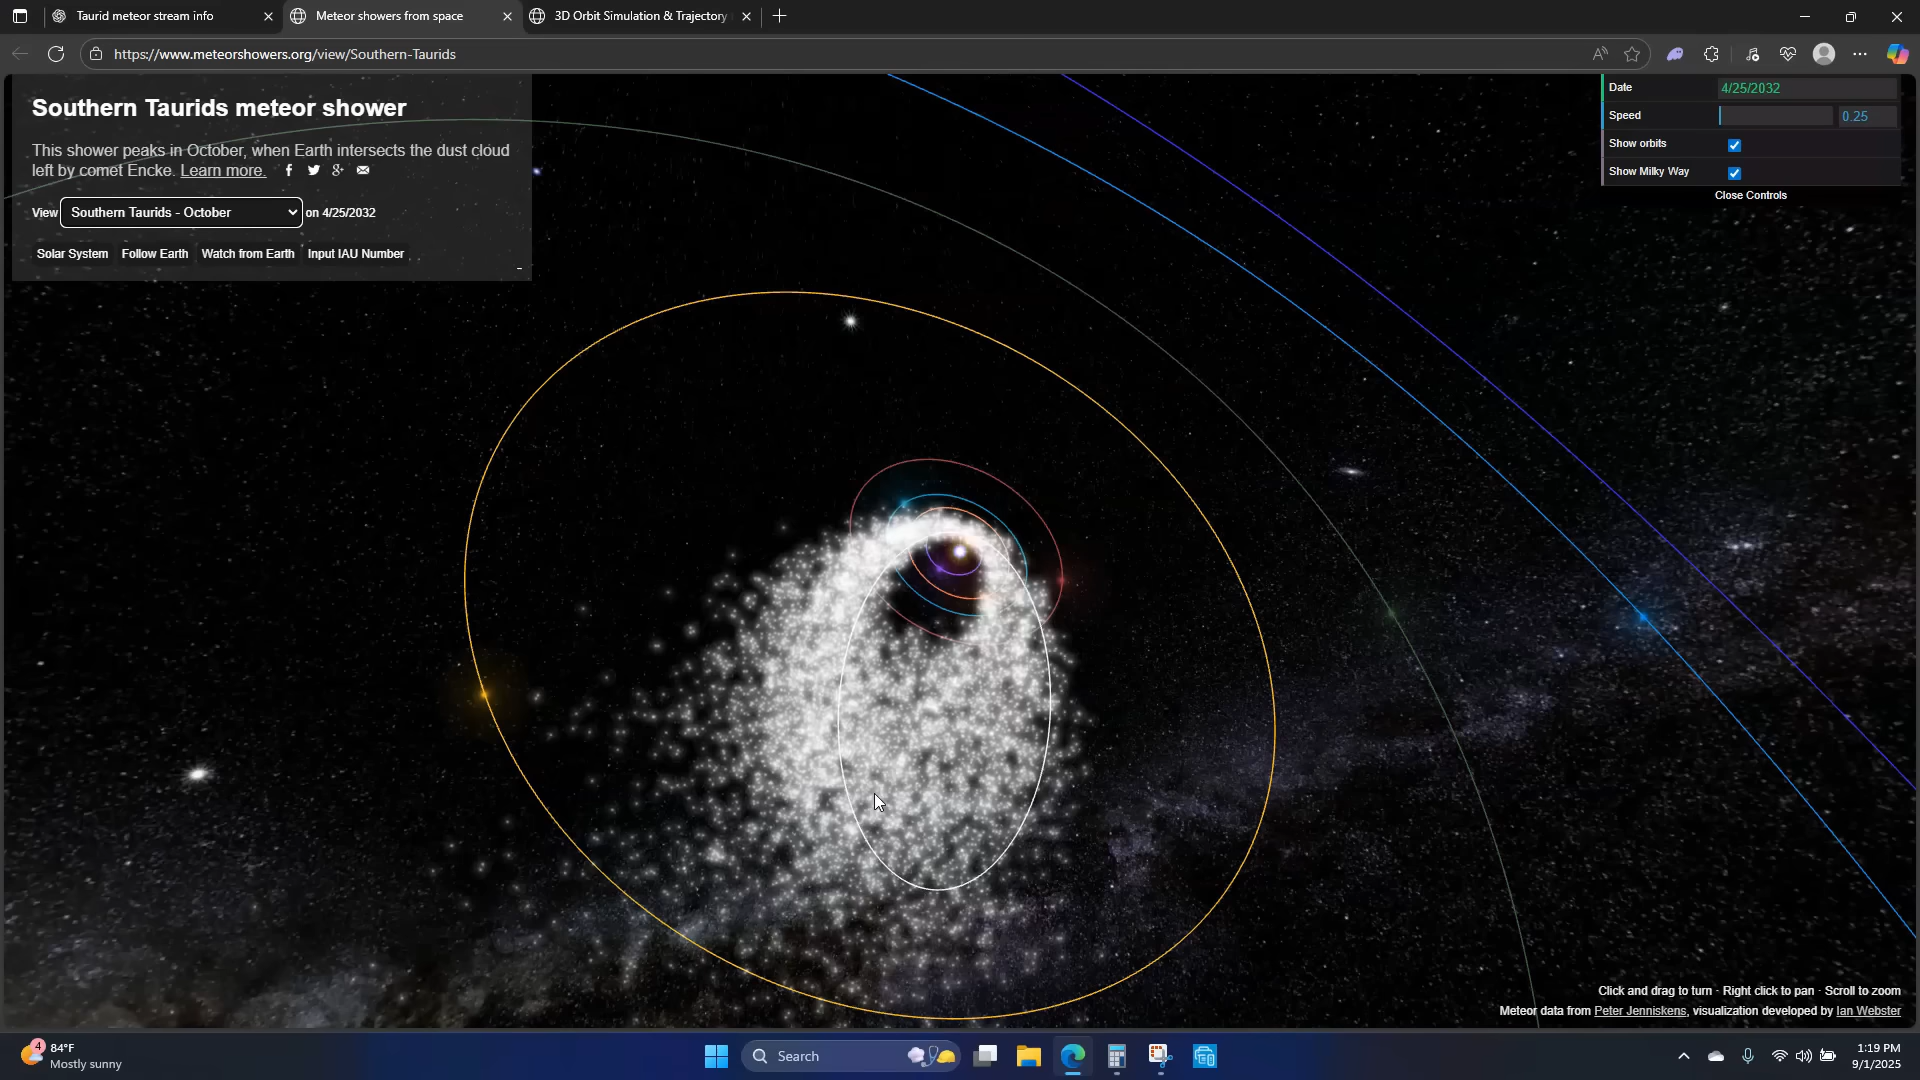 Taurid meteor stream info
Meteor showers from space
3D Orbit Simulation & Trajectory
https://www.meteorshowers.org/view/Southern-Taurids
Southern Taurids meteor shower
This shower peaks in October, when Earth intersects the dust cloud
left by comet Encke. Learn more.
View Southern Taurids - October on 4/25/2032
Solar System Follow Earth Watch from Earth Input IAU Number
Date 4/25/2032
Speed 0.25
Show orbits
Show Milky Way
Close Controls
Click and drag to turn · Right click to pan · Scroll to zoom
Meteor data from Peter Jenniskens, visualization developed by Ian Webster
4
84°F
Mostly sunny
Search
1:19 PM
9/1/2025